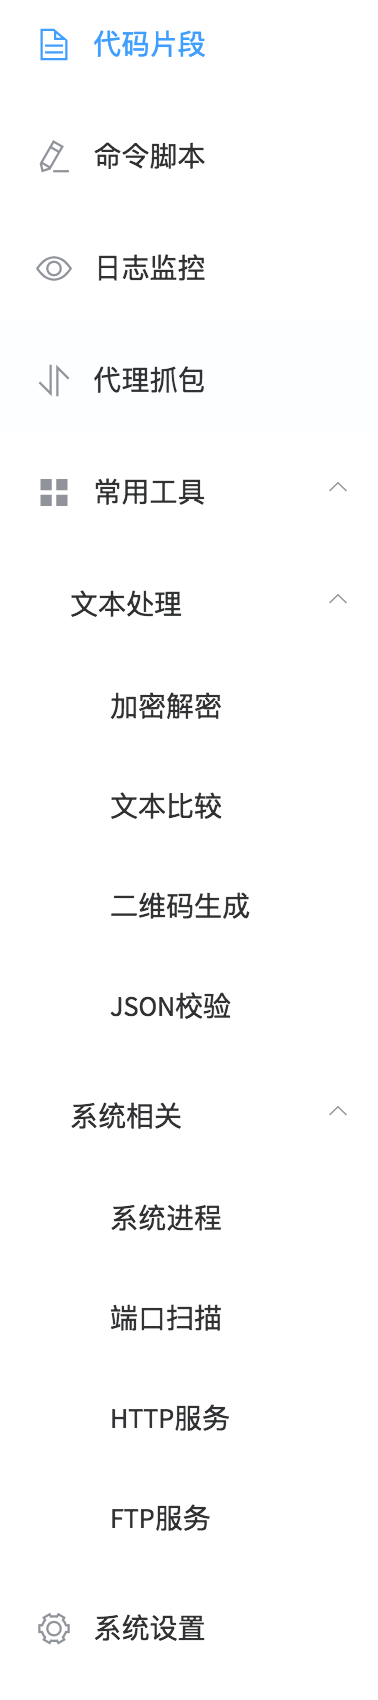 代码片段
命令脚本
日志监控
代理抓包
常用工具
文本处理
加密解密
文本比较
二维码生成
JSON校验
系统相关
系统进程
端口扫描
HTTP服务
FTP服务
系统设置